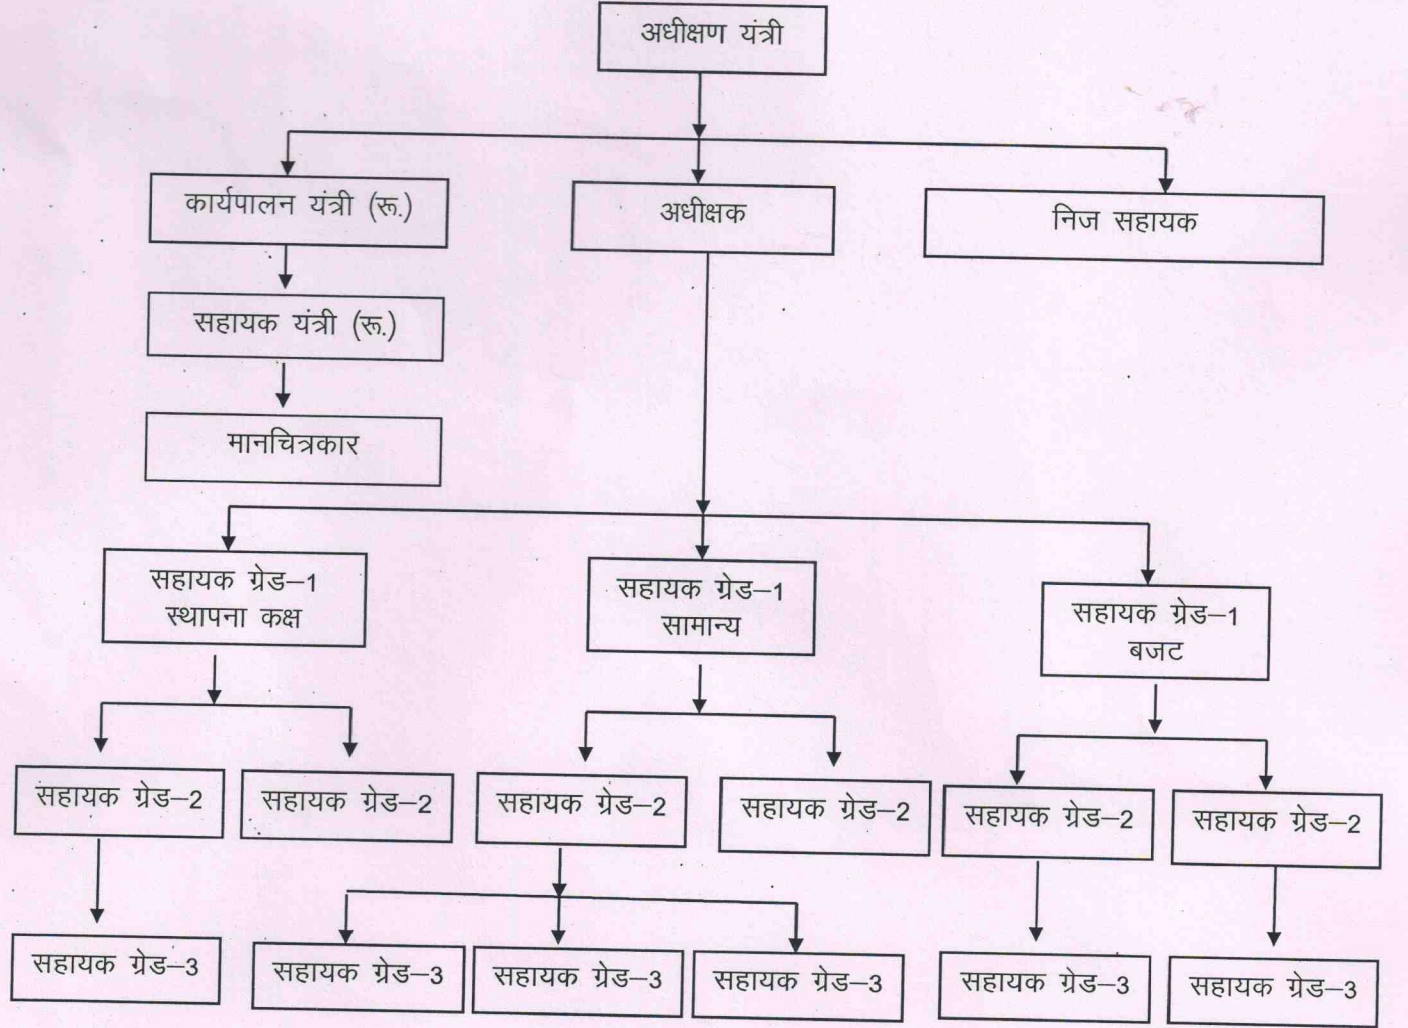 अधीक्षण यंत्री
कार्यपालन यंत्री (रू.)
अधीक्षक
निज सहायक
सहायक यंत्री (रू.)
मानचित्रकार
सहायक ग्रेड–1
स्थापना कक्ष
सहायक ग्रेड–1
सामान्य
सहायक ग्रेड–1
बजट
सहायक ग्रेड–2
सहायक ग्रेड–2
सहायक ग्रेड–2
सहायक ग्रेड–2
सहायक ग्रेड–2
सहायक ग्रेड–2
सहायक ग्रेड–3
सहायक ग्रेड–3
सहायक ग्रेड–3
सहायक ग्रेड–3
सहायक ग्रेड–3
सहायक ग्रेड–3